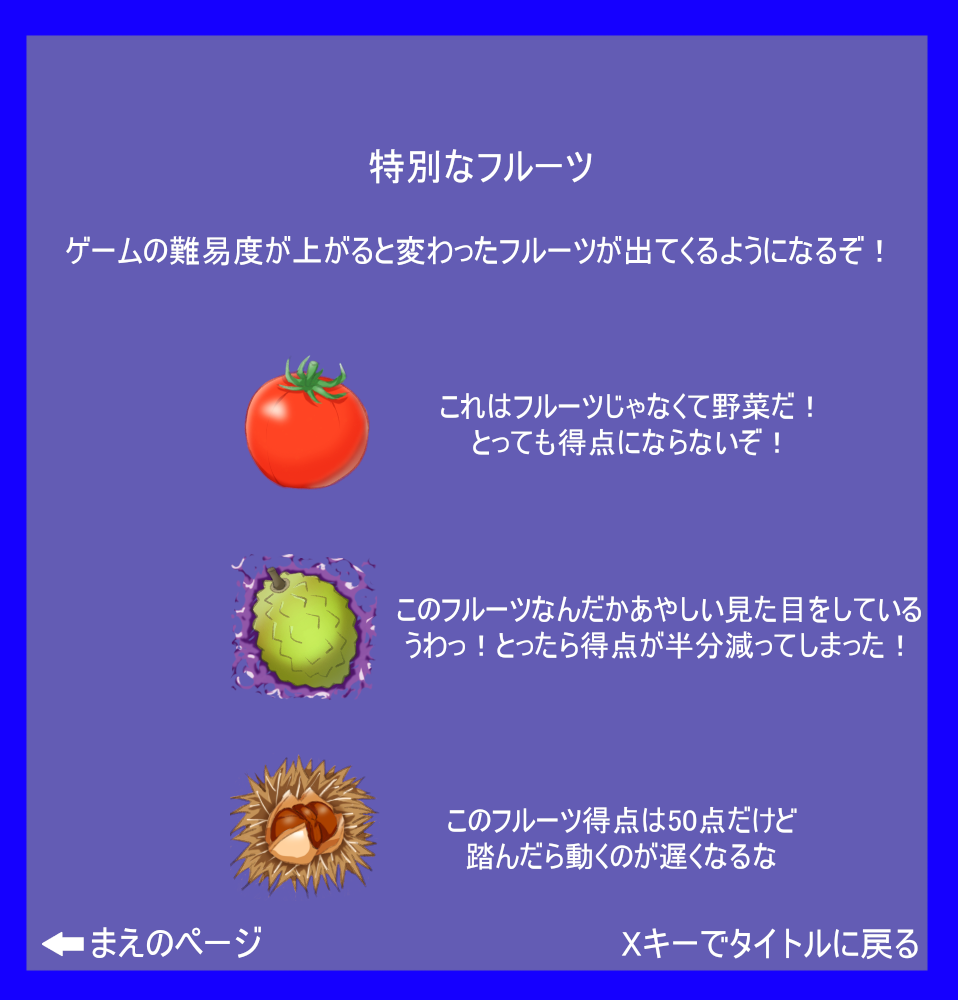 特別なフルーツ
ゲームの難易度が上がると変わったフルーツが出てくるようになるぞ！
これはフルーツじゃなくて野菜だ！
とっても得点にならないぞ！
このフルーツなんだかあやしい見た目をしている
うわっ！とったら得点が半分減ってしまった！
このフルーツ得点は50点だけど
踏んだら動くのが遅くなるな
⬅まえのページ
Xキーでタイトルに戻る